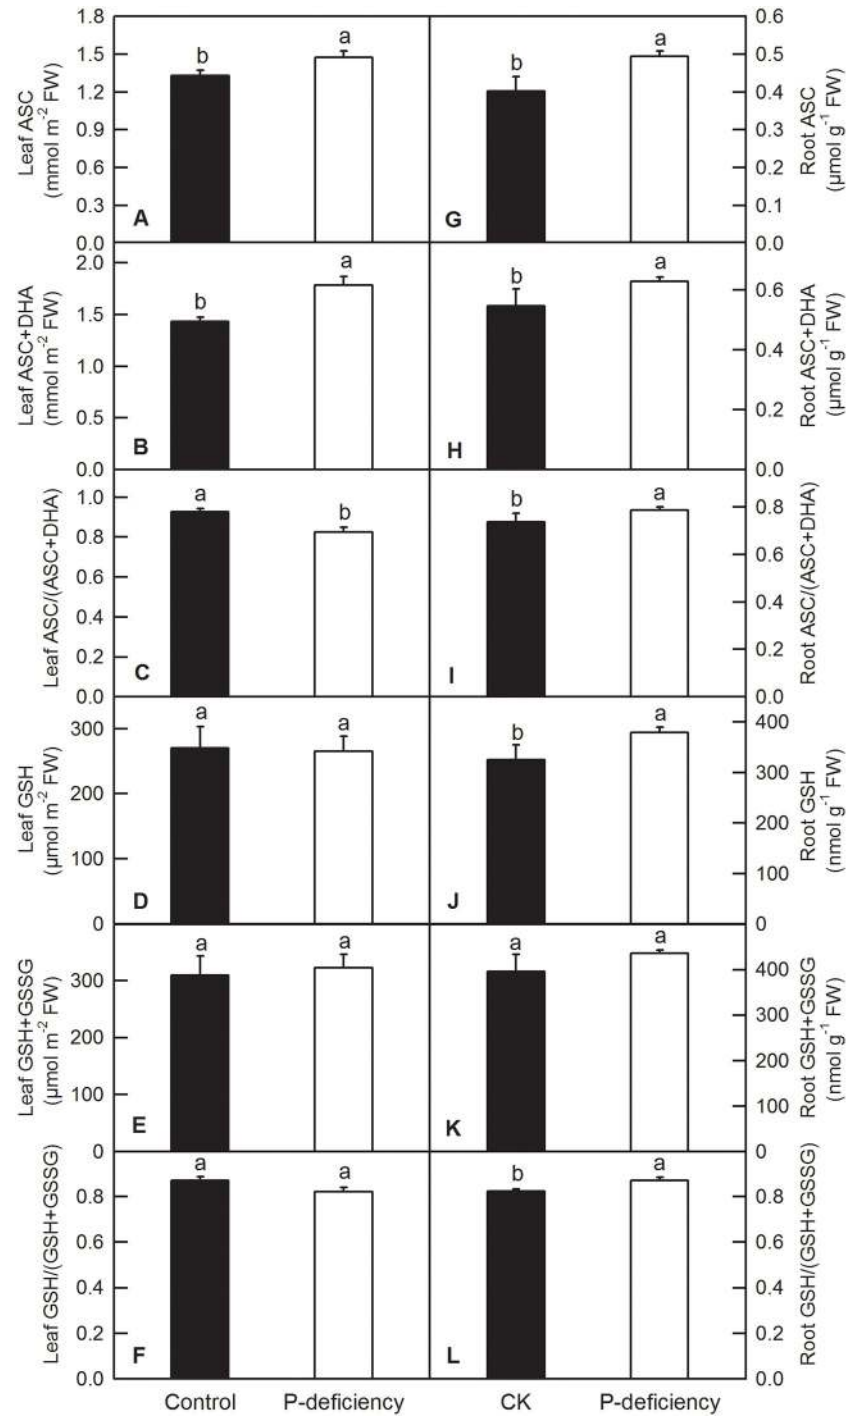 1.8
1.5
1.2
0.9
0.6
0.3
0.0
Leaf ASC
(mmol m⁻² FW)
b
a
A
b
a
G
0.6
0.5
0.4
0.3
0.2
0.1
0.0
Root ASC
(µmol g⁻¹ FW)
2.0
1.5
1.0
0.5
0.0
Leaf ASC+DHA
(mmol m⁻² FW)
b
a
B
b
a
H
0.6
0.4
0.2
0.0
Root ASC+DHA
(µmol g⁻¹ FW)
1.0
0.8
0.6
0.4
0.2
0.0
Leaf ASC/(ASC+DHA)
a
b
C
b
a
I
0.8
0.6
0.4
0.2
0.0
Root ASC/(ASC+DHA)
300
200
100
0
Leaf GSH
(µmol m⁻² FW)
a
a
D
b
a
J
400
300
200
100
0
Root GSH
(nmol g⁻¹ FW)
300
200
100
0
Leaf GSH+GSSG
(µmol m⁻² FW)
a
a
E
a
a
K
400
300
200
100
0
Root GSH+GSSG
(nmol g⁻¹ FW)
0.8
0.6
0.4
0.2
0.0
Leaf GSH/(GSH+GSSG)
a
a
F
b
a
L
0.8
0.6
0.4
0.2
0.0
Root GSH/(GSH+GSSG)
Control P-deficiency CK P-deficiency